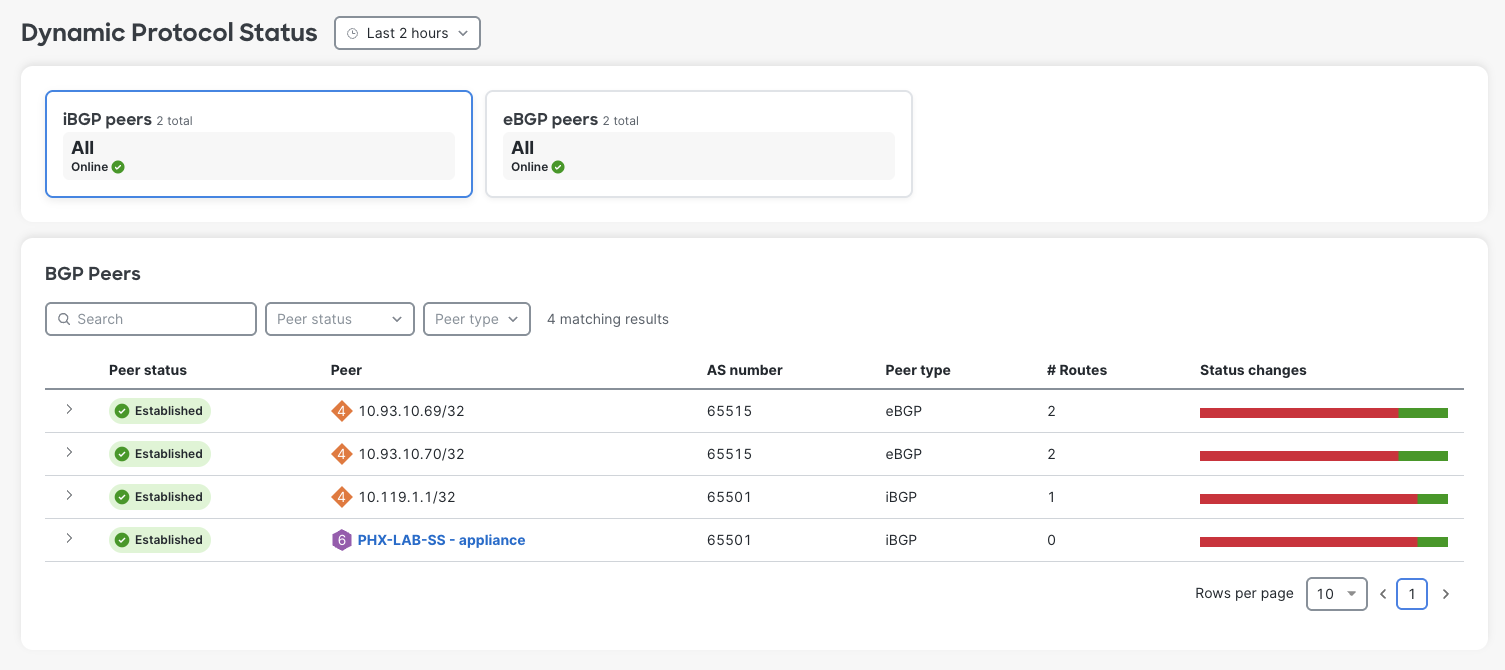 Dynamic Protocol Status Last 2 hours
iBGP peers 2 total eBGP peers 2 total
All All
Online Online
BGP Peers
Search Peer status Peer type 4 matching results
Peer status Peer AS number Peer type # Routes Status changes
Established 4 10.93.10.69/32 65515 eBGP 2
Established 4 10.93.10.70/32 65515 eBGP 2
Established 4 10.119.1.1/32 65501 iBGP 1
Established 6 PHX-LAB-SS - appliance 65501 iBGP 0
Rows per page 10 1